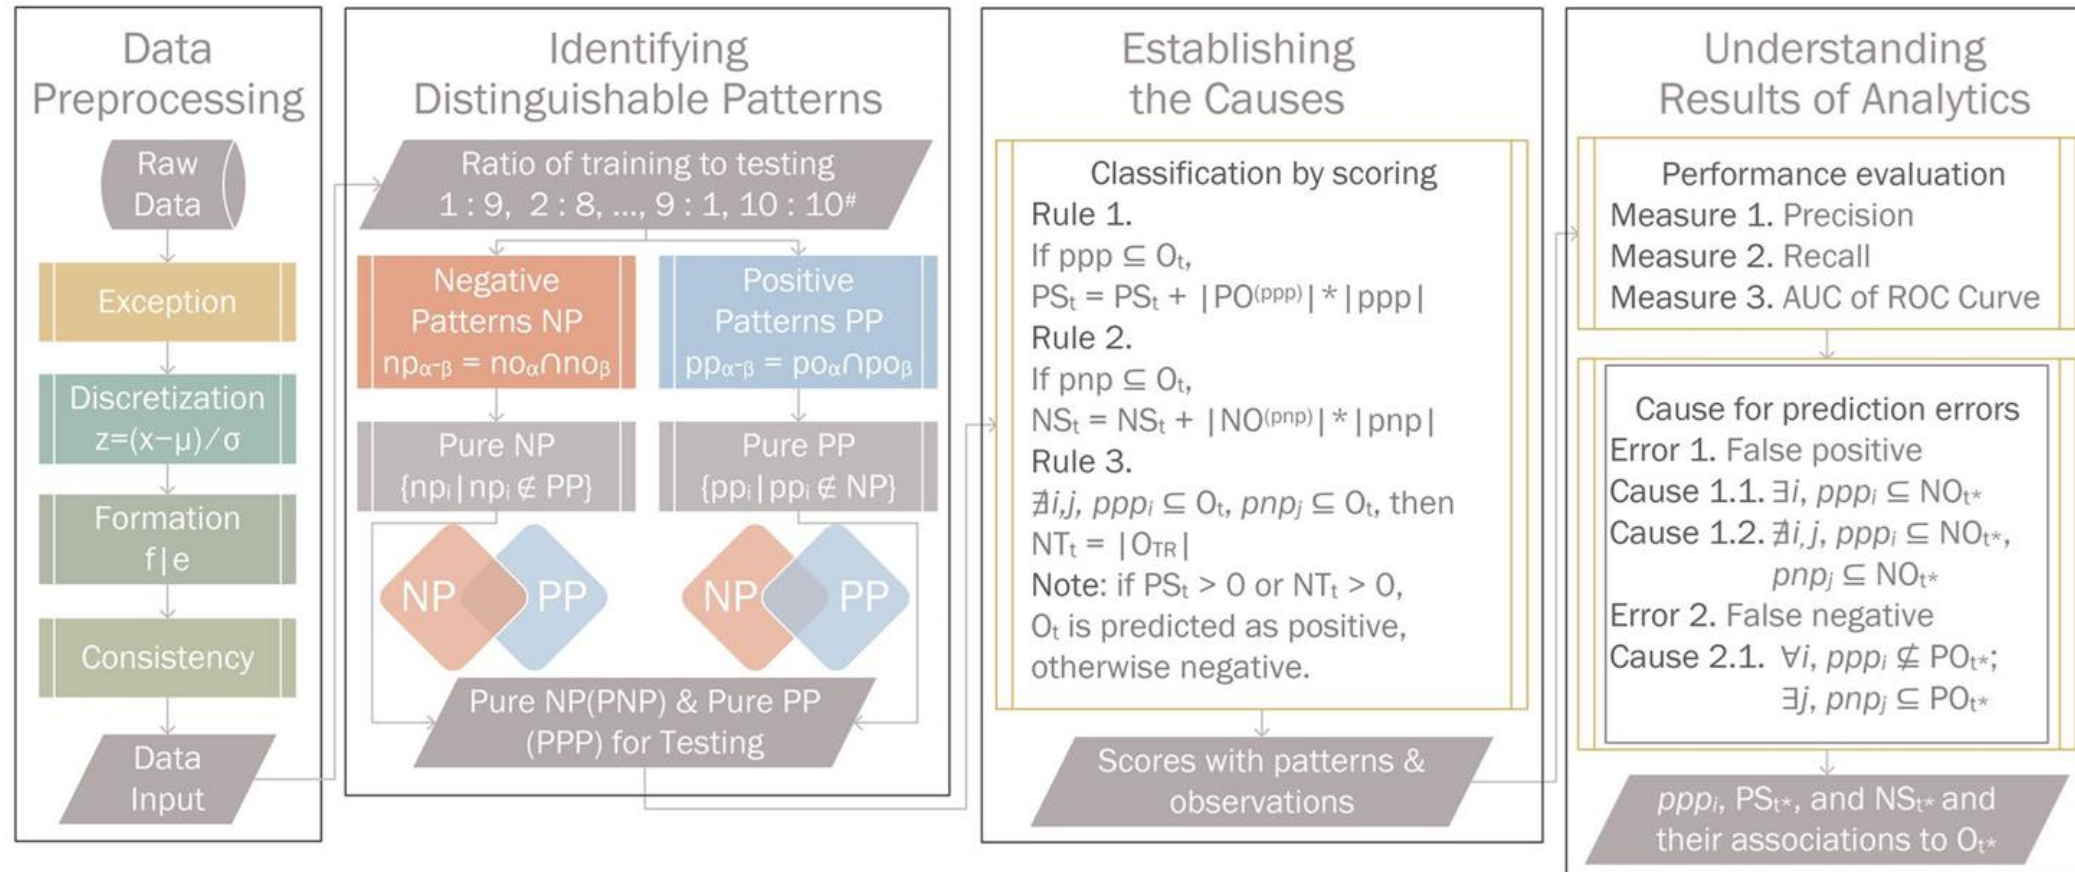 Data
Preprocessing
Raw
Data
Exception
Discretization
z=(x−μ)/σ
Formation
f|e
Consistency
Data
Input
Identifying
Distinguishable Patterns
Ratio of training to testing
1 : 9, 2 : 8, ..., 9 : 1, 10 : 10#
Negative
Patterns NP
npα-β = noα∩noβ
Positive
Patterns PP
ppα-β = poα∩poβ
Pure NP
{npi|npi ∉ PP}
Pure PP
{ppi|ppi ∉ NP}
NP
PP
NP
PP
Pure NP(PNP) & Pure PP
(PPP) for Testing
Establishing
the Causes
Classification by scoring
Rule 1.
If ppp ⊆ Ot,
PSt = PSt + |PO(ppp)|*|ppp|
Rule 2.
If pnp ⊆ Ot,
NSt = NSt + |NO(pnp)|*|pnp|
Rule 3.
∄i,j, pppi ⊆ Ot, pnpj ⊆ Ot, then
NTt = |OTR|
Note: if PSt > 0 or NTt > 0,
Ot is predicted as positive,
otherwise negative.
Scores with patterns &
observations
Understanding
Results of Analytics
Performance evaluation
Measure 1. Precision
Measure 2. Recall
Measure 3. AUC of ROC Curve
Cause for prediction errors
Error 1. False positive
Cause 1.1. ∃i, pppi ⊆ NOt*
Cause 1.2. ∄i,j, pppi ⊆ NOt*,
pnpj ⊆ NOt*
Error 2. False negative
Cause 2.1. ∀i, pppi ⊈ POt*;
∃j, pnpj ⊆ POt*
pppi, PSt*, and NSt* and
their associations to Ot*